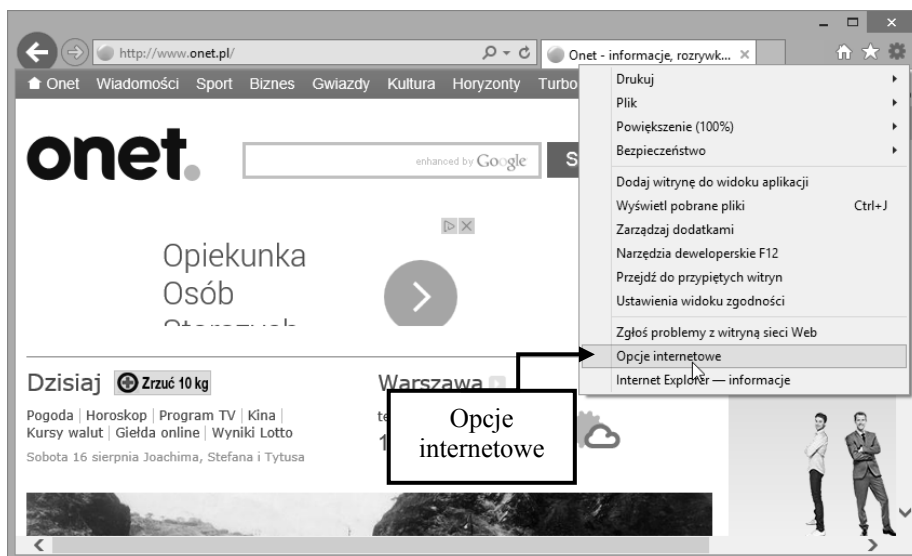 http://www.onet.pl/
Onet - informacje, rozrywk...
Onet Wiadomości Sport Biznes Gwiazdy Kultura Horyzonty Turbo
onet.
enhanced by Google
S
Opiekunka
Osób
Starszych
Drukuj
Plik
Powiększenie (100%)
Bezpieczeństwo
Dodaj witrynę do widoku aplikacji
Wyświetl pobrane pliki Ctrl+J
Zarządzaj dodatkami
Narzędzia deweloperskie F12
Przejdź do przypiętych witryn
Ustawienia widoku zgodności
Zgłoś problemy z witryną sieci Web
Opcje internetowe
Internet Explorer — informacje
Dzisiaj Zrzuć 10 kg
Pogoda | Horoskop | Program TV | Kina |
Kursy walut | Giełda online | Wyniki Lotto
Sobota 16 sierpnia Joachima, Stefana i Tytusa
Warszawa
Opcje
internetowe